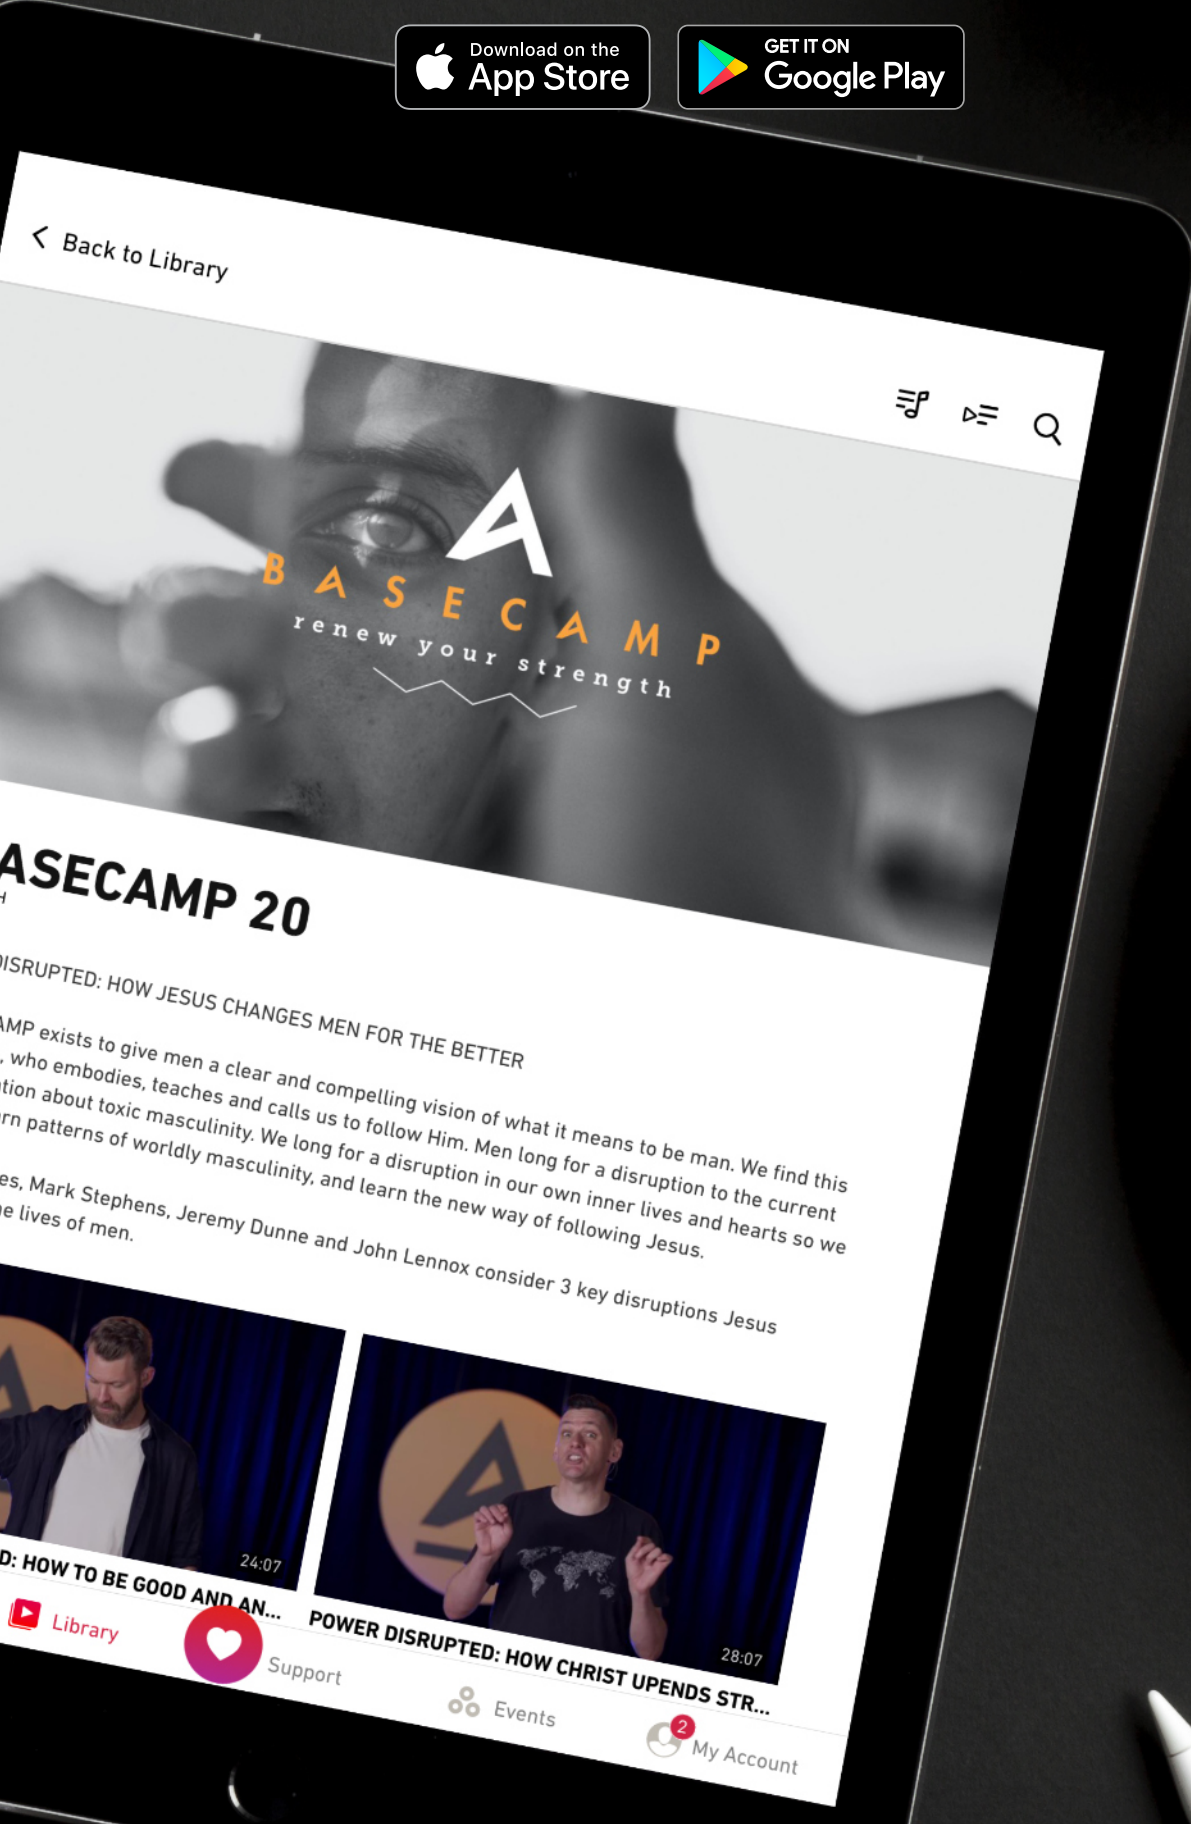 Download on the
App Store
GET IT ON
Google Play
Back to Library
BASECAMP
renew your strength
ASECAMP 20
H
DISRUPTED: HOW JESUS CHANGES MEN FOR THE BETTER
AMP exists to give men a clear and compelling vision of what it means to be man. We find this
, who embodies, teaches and calls us to follow Him. Men long for a disruption to the current
ation about toxic masculinity. We long for a disruption in our own inner lives and hearts so we
arn patterns of worldly masculinity, and learn the new way of following Jesus.
es, Mark Stephens, Jeremy Dunne and John Lennox consider 3 key disruptions Jesus
e lives of men.
24:07
28:07
D: HOW TO BE GOOD AND AN...
POWER DISRUPTED: HOW CHRIST UPENDS STR...
Library
Support
Events
2
My Account